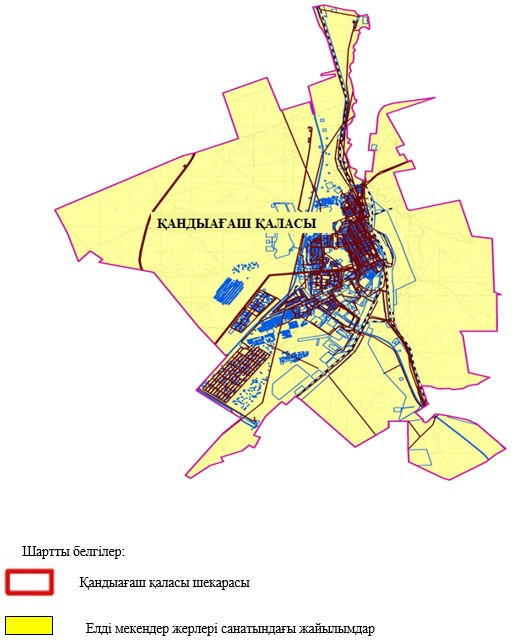 ҚАНДЫАҒАШ ҚАЛАСЫ
Шартты белгілер:
Қандыағаш қаласы шекарасы
Елді мекендер жерлері санатындағы жайылымдар